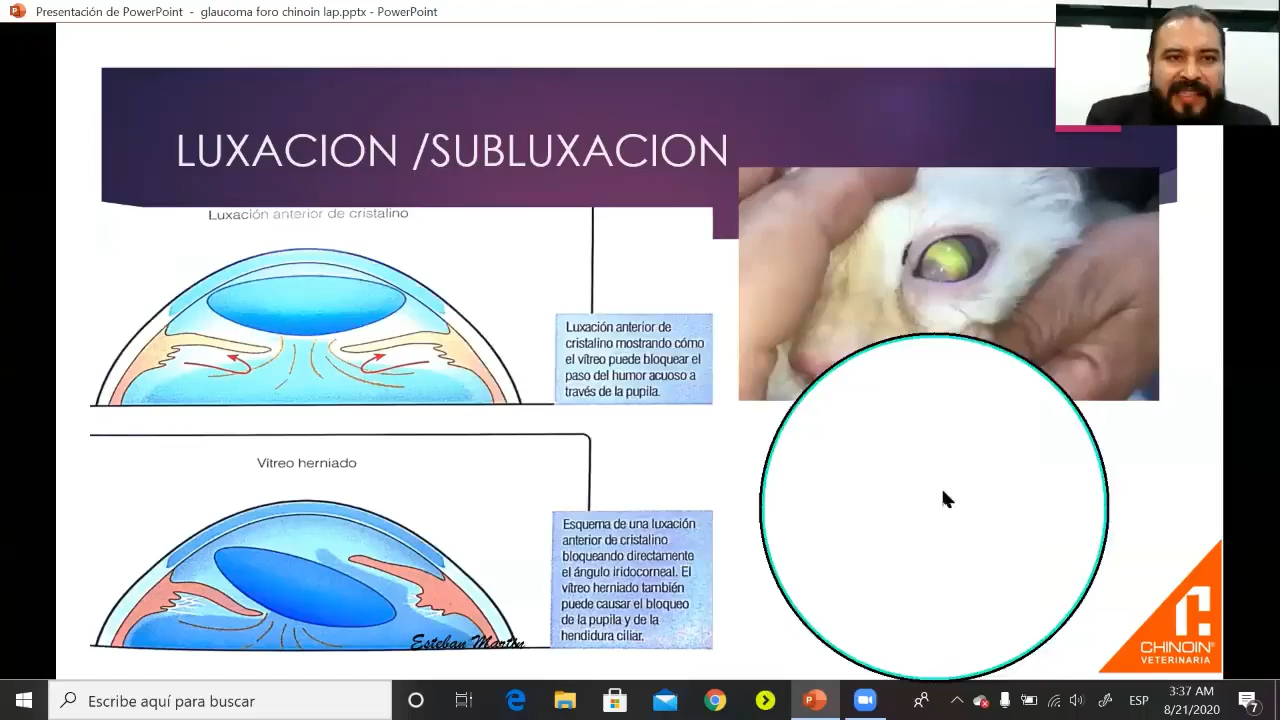 Presentación de PowerPoint - glaucoma foro chinoin lap.pptx - PowerPoint
LUXACION /SUBLUXACION
Luxación anterior de cristalino
Luxación anterior de
cristalino mostrando cómo
el vítreo puede bloquear el
paso del humor acuoso a
través de la pupila.
Vítreo herniado
Esquema de una luxación
anterior de cristalino
bloqueando directamente
el ángulo iridocorneal. El
vítreo herniado también
puede causar el bloqueo
de la pupila y de la
hendidura ciliar.
Esteban Martín
CHINOIN
VETERINARIA
Escribe aquí para buscar
ESP
3:37 AM
8/21/2020
7